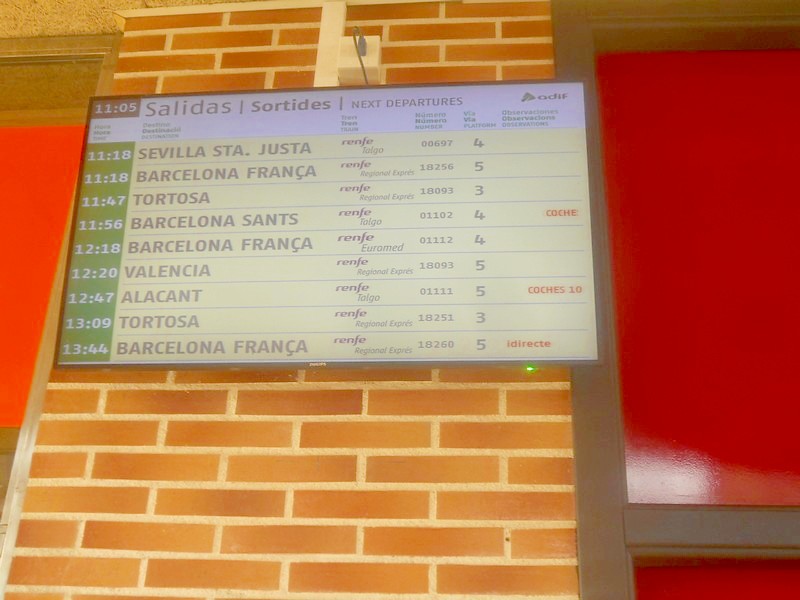 11:05 Salidas | Sortides | NEXT DEPARTURES adif
Hora Destino Tren Número Vía Observaciones
Hora Destinació Tren Número Via Observacions
TIME DESTINATION TRAIN NUMBER PLATFORM OBSERVATIONS
11:18 SEVILLA STA. JUSTA renfe Talgo 00697 4
11:18 BARCELONA FRANÇA renfe Regional Exprés 18256 5
11:47 TORTOSA renfe Regional Exprés 18093 3
11:56 BARCELONA SANTS renfe Talgo 01102 4 COCHE
12:18 BARCELONA FRANÇA renfe Euromed 01112 4
12:20 VALENCIA renfe Regional Exprés 18093 5
12:47 ALACANT renfe Talgo 01111 5 COCHES 10
13:09 TORTOSA renfe Regional Exprés 18251 3
13:44 BARCELONA FRANÇA renfe Regional Exprés 18260 5 idirecte
PHILIPS